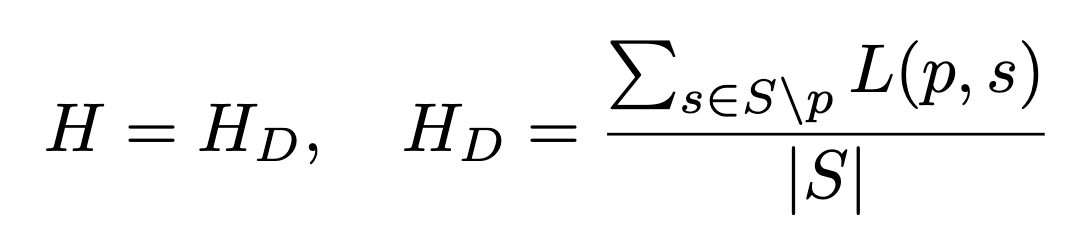 H = H_D,  H_D = \frac{\sum_{s \in S \setminus p} L(p, s)}{|S|}